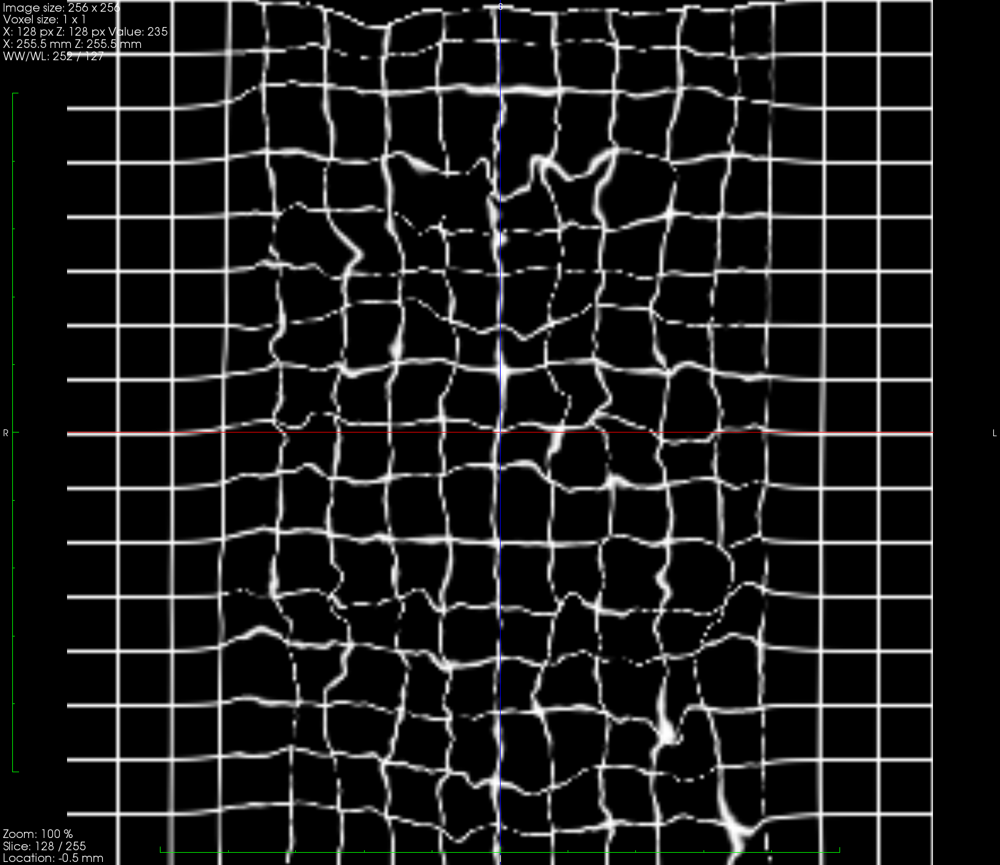 Image size: 256 x 256
Voxel size: 1 x 1
X: 128 px Z: 128 px Value: 235
X: 255.5 mm Z: 255.5 mm
WW/WL: 252 / 127
S
R
L
Zoom: 100 %
Slice: 128 / 255
Location: -0.5 mm